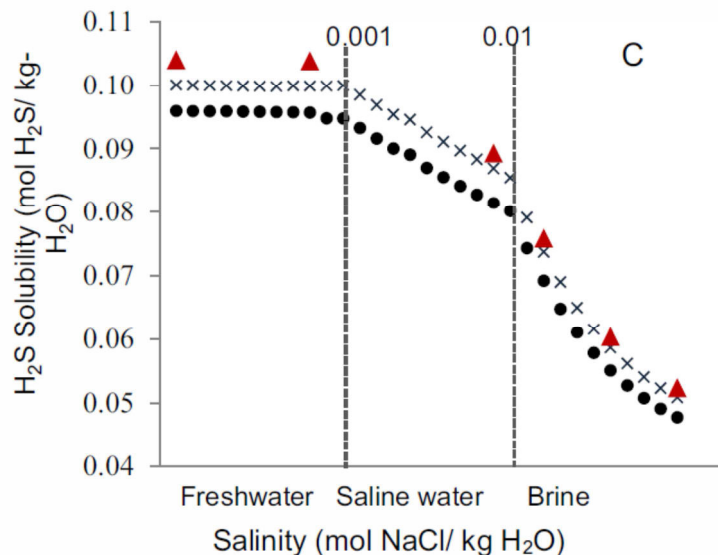 0.11
0.10
0.09
0.08
0.07
0.06
0.05
0.04
H₂S Solubility (mol H₂S/ kg-
H₂O)
0.001
0.01
C
Freshwater
Saline water
Brine
Salinity (mol NaCl/ kg H₂O)